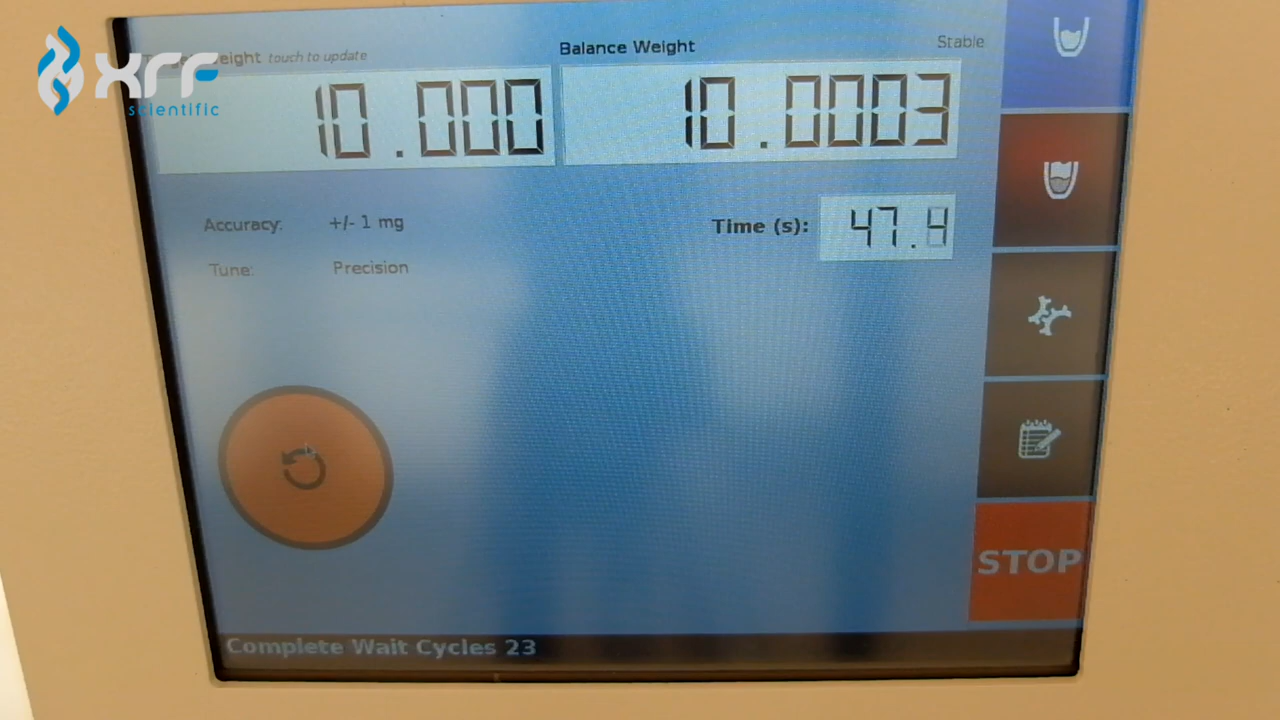 XRF
scientific
eight touch to update
Balance Weight
Stable
10.000
10.0003
Accuracy: +/- 1 mg
Time (s): 47.4
Tune: Precision
STOP
Complete Wait Cycles 23